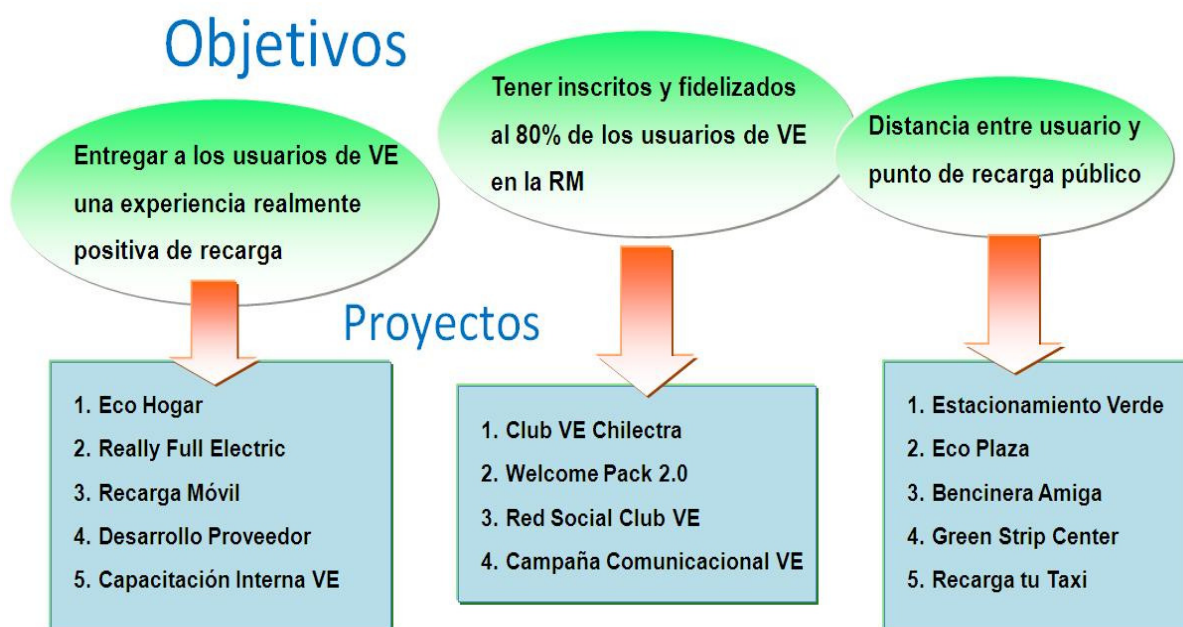 Objetivos
Entregar a los usuarios de VE
una experiencia realmente
positiva de recarga
Tener inscritos y fidelizados
al 80% de los usuarios de VE
en la RM
Distancia entre usuario y
punto de recarga público
Proyectos
1. Eco Hogar
2. Really Full Electric
3. Recarga Móvil
4. Desarrollo Proveedor
5. Capacitación Interna VE
1. Club VE Chilectra
2. Welcome Pack 2.0
3. Red Social Club VE
4. Campaña Comunicacional VE
1. Estacionamiento Verde
2. Eco Plaza
3. Bencinera Amiga
4. Green Strip Center
5. Recarga tu Taxi